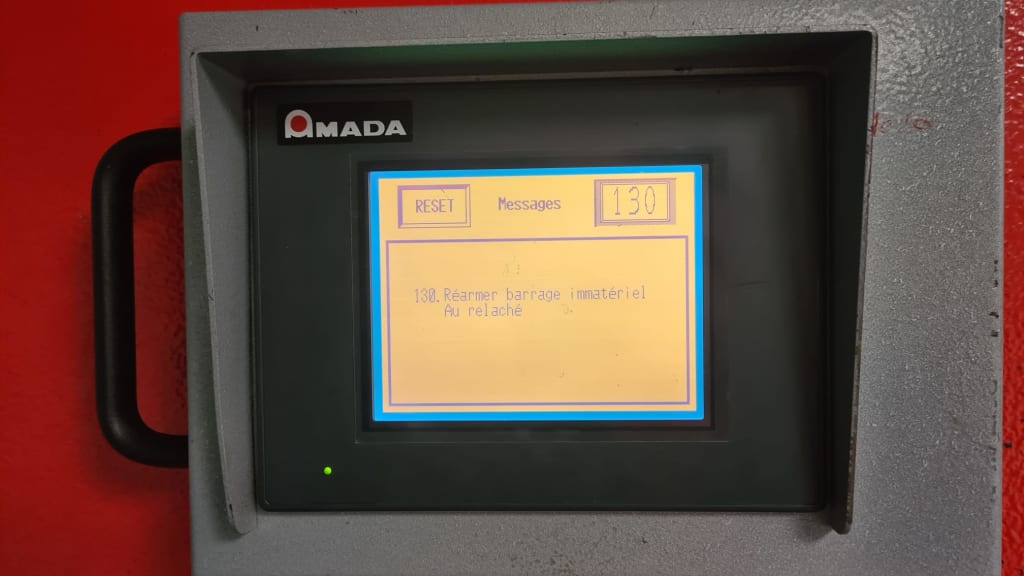 AMADA
RESET Messages 130
130.Réarmer barrage immatériel
Au relaché